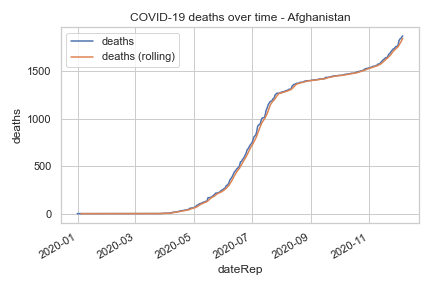 COVID-19 deaths over time - Afghanistan
deaths
deaths (rolling)
1500
1000
500
0
deaths
2020-01
2020-03
2020-05
2020-07
2020-09
2020-11
dateRep